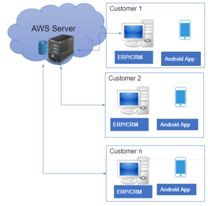 Customer 1
AWS Server
ERP/CRM
Android App
Customer 2
ERP/CRM
Android App
Customer n
ERP/CRM
Android App